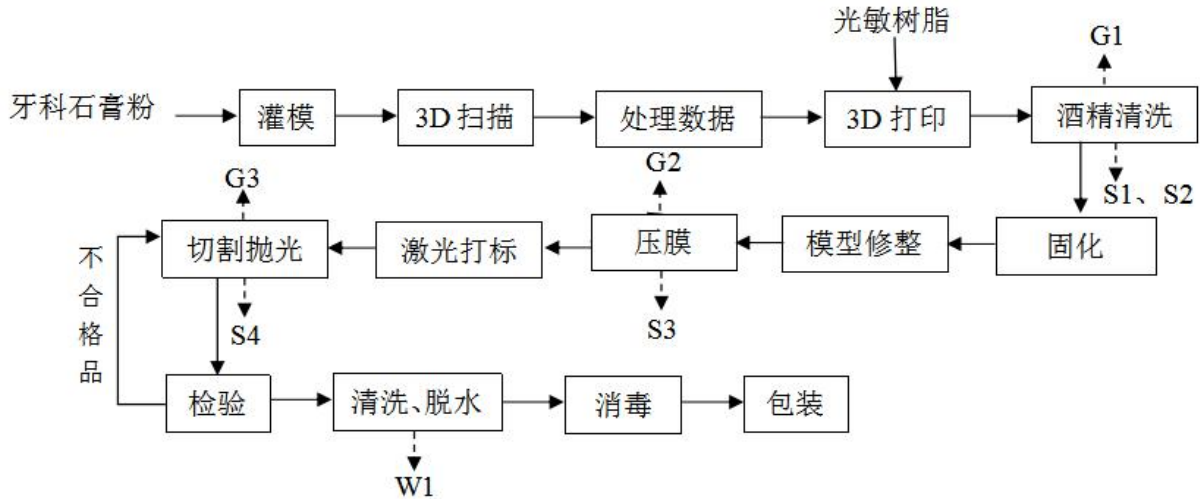 光敏树脂
G1
牙科石膏粉
灌模
3D 扫描
处理数据
3D 打印
酒精清洗
G3
G2
S1、S2
不合格品
切割抛光
激光打标
压膜
模型修整
固化
S4
S3
检验
清洗、脱水
消毒
包装
W1